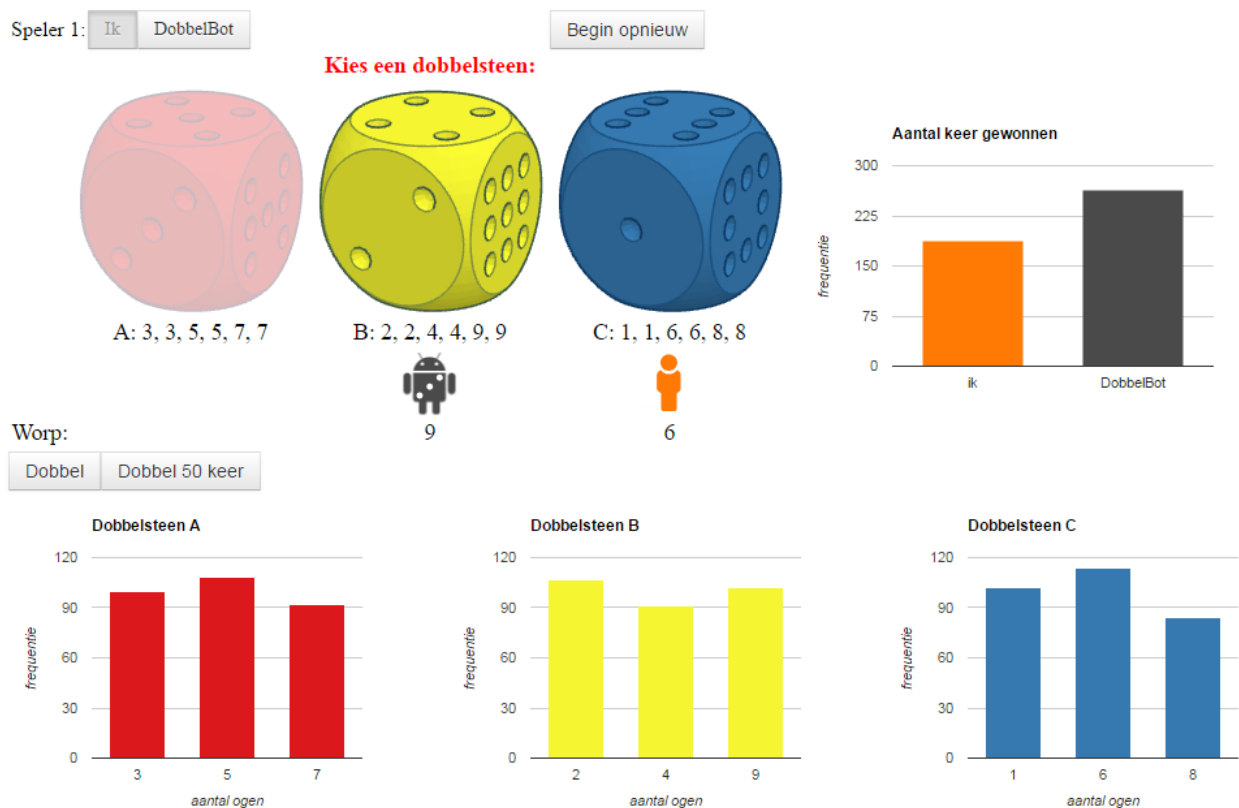 Speler 1: Ik DobbelBot Begin opnieuw
Kies een dobbelsteen:
A: 3, 3, 5, 5, 7, 7
B: 2, 2, 4, 4, 9, 9
C: 1, 1, 6, 6, 8, 8
Aantal keer gewonnen
300
225
150
75
0
frequentie
ik DobbelBot
Worp: 9 6
Dobbel Dobbel 50 keer
Dobbelsteen A
120
90
60
30
0
frequentie
3 5 7
aantal ogen
Dobbelsteen B
120
90
60
30
0
frequentie
2 4 9
aantal ogen
Dobbelsteen C
120
90
60
30
0
frequentie
1 6 8
aantal ogen